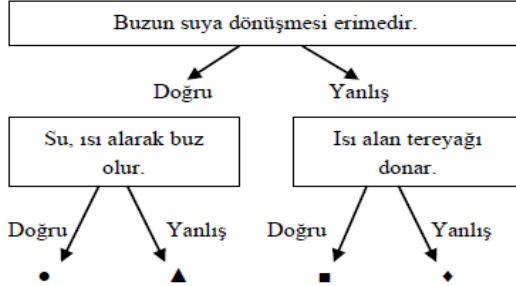 Buzun suya dönüşmesi erimedir.
Doğru Yanlış
Su, ısı alarak buz
olur.
Isı alan tereyağı
donar.
Doğru Yanlış Doğru Yanlış